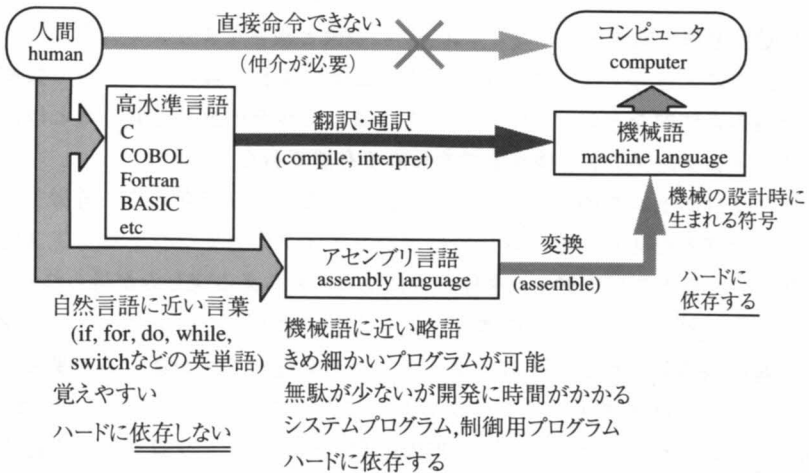 人間
human
直接命令できない
(仲介が必要)
コンピュータ
computer
高水準言語
C
COBOL
Fortran
BASIC
etc
翻訳・通訳
(compile, interpret)
機械語
machine language
機械の設計時に
生まれる符号
ハードに
依存する
アセンブリ言語
assembly language
変換
(assemble)
自然言語に近い言葉
(if, for, do, while,
switchなどの英単語)
覚えやすい
ハードに依存しない
機械語に近い略語
きめ細かいプログラムが可能
無駄が少ないが開発に時間がかかる
システムプログラム,制御用プログラム
ハードに依存する